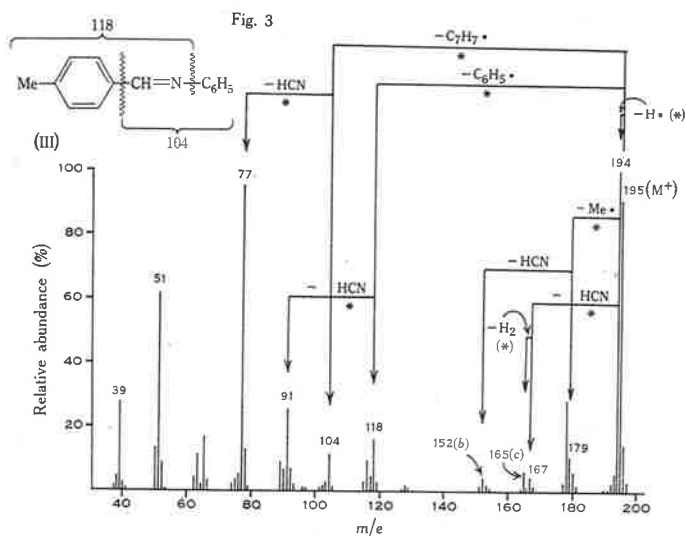 Fig. 3
118
Me
CH=N
C₆H₅
(III)
104
−C₇H₇•
*
−C₆H₅•
*
−HCN
*
−H• (*)
194
195(M⁺)
−Me•
*
−HCN
− HCN
*
− HCN
*
−H₂
(*)
77
51
39
91
104
118
152(b)
165(c)
167
179
Relative abundance (%)
100
80
60
40
20
40
60
80
100
120
140
160
180
200
m/e